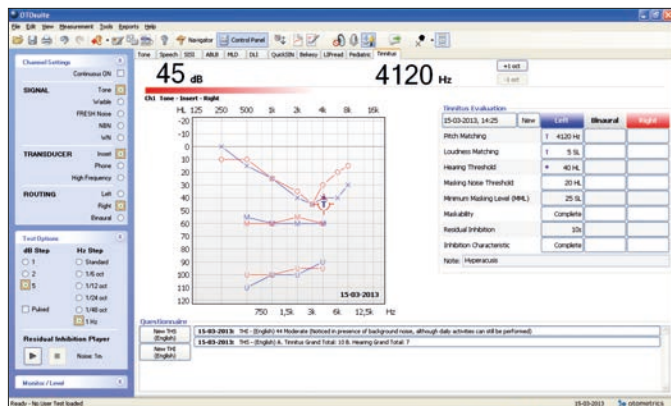 OTOsuite
File Edit View Measurement Tools Exports Help
Navigator Control Panel
Tone Speech SISI ABLB MLD DLI QuickSIN Bekesy LipRead Pediatric Tinnitus
45 dB 4120 Hz
+1 oct
-1 oct
Ch1 Tone - Insert - Right
Channel Settings
Continuous ON
SIGNAL Tone
Warble
FRESH Noise
NBN
WN
TRANSDUCER Insert
Phone
High Frequency
ROUTING Left
Right
Binaural
Test Options
dB Step Hz Step
1 Standard
2 1/6 oct
5 1/12 oct
1/24 oct
Pulsed 1/48 oct
1 Hz
Residual Inhibition Player
Noise: 1m
Monitor / Level
HL 125 250 500 1k 2k 4k 8k 16k
-20
-10
0
10
20
30
40
50
60
70
80
90
100
110
120
T
15-03-2013
750 1,5k 3k 6k 12,5k Hz
Tinnitus Evaluation
15-03-2013, 14:25 New Left Binaural Right
Pitch Matching T 4120 Hz
Loudness Matching T 5 SL
Hearing Threshold 40 HL
Masking Noise Threshold 20 HL
Minimum Masking Level (MML) 25 SL
Maskability Complete
Residual Inhibition 10s
Inhibition Characteristic Complete
Note: Hyperacusis
Questionnaire
New THS (English)
15-03-2013: THI - (English) 44 Moderate (Noticed in presence of background noise, although daily activities can still be performed)
15-03-2013: THS - (English) A. Tinnitus Grand Total: 10 B. Hearing Grand Total: 7
New THI (English)
Ready - No User Test loaded
15-03-2013 otometrics